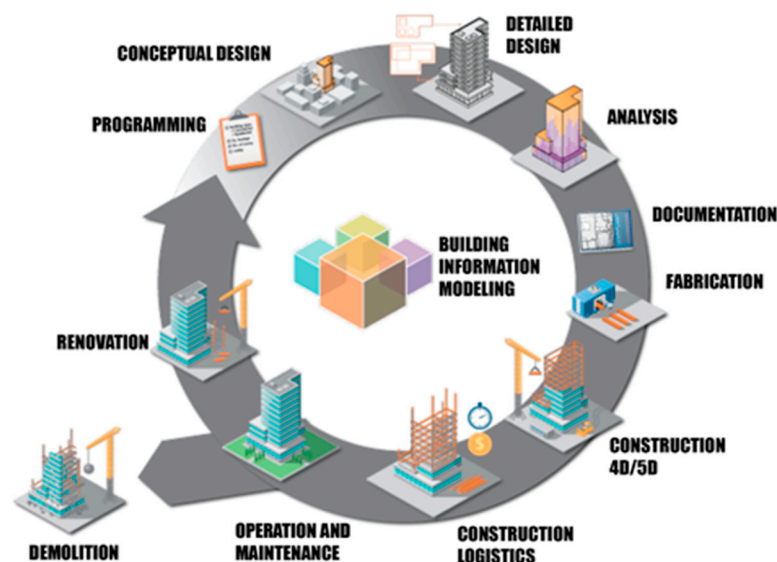 CONCEPTUAL DESIGN
DETAILED
DESIGN
PROGRAMMING
ANALYSIS
DOCUMENTATION
BUILDING
INFORMATION
MODELING
FABRICATION
RENOVATION
CONSTRUCTION
4D/5D
OPERATION AND
MAINTENANCE
CONSTRUCTION
LOGISTICS
DEMOLITION
$